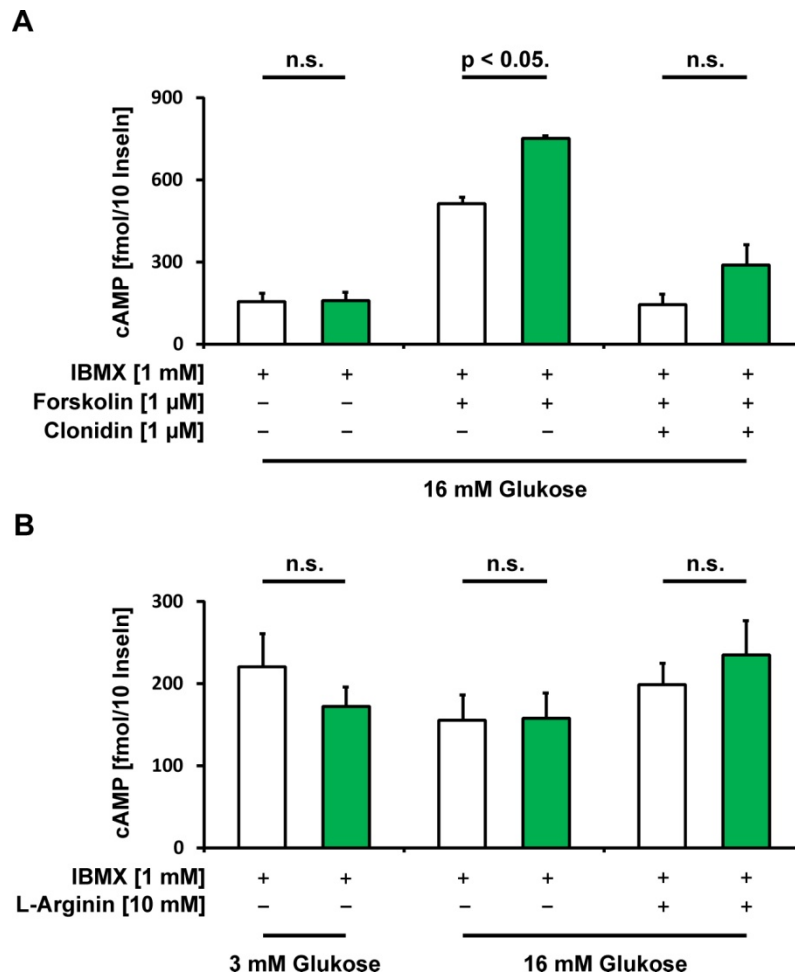 A
n.s. p < 0.05. n.s.
900
600
300
0
cAMP [fmol/10 Inseln]
IBMX [1 mM] + + + + + +
Forskolin [1 µM] – – + + + +
Clonidin [1 µM] – – – – + +
16 mM Glukose
B
n.s. n.s. n.s.
300
200
100
0
cAMP [fmol/10 Inseln]
IBMX [1 mM] + + + + + +
L-Arginin [10 mM] – – – – + +
3 mM Glukose 16 mM Glukose